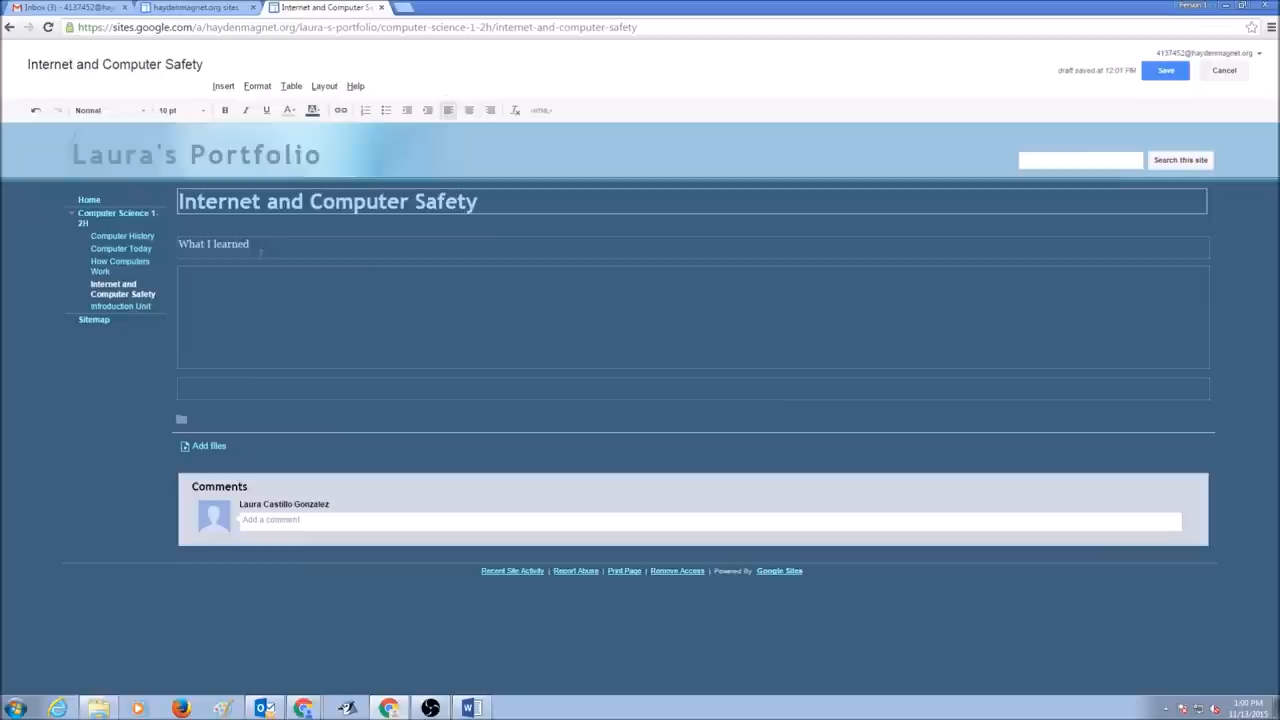 Inbox (3) - 4137452@ha
haydenmagnet.org sites
Internet and Computer S
Person 1
https://sites.google.com/a/haydenmagnet.org/laura-s-portfolio/computer-science-1-2h/internet-and-computer-safety
4137452@haydenmagnet.org
Internet and Computer Safety
draft saved at 12:01 PM
Save
Cancel
Insert Format Table Layout Help
Normal 10 pt B I U A A <HTML>
Laura's Portfolio
Search this site
Home
Computer Science 1-
2H
Computer History
Computer Today
How Computers
Work
Internet and
Computer Safety
Introduction Unit
Sitemap
Internet and Computer Safety
What I learned
Add files
Comments
Laura Castillo Gonzalez
Add a comment
Recent Site Activity | Report Abuse | Print Page | Remove Access | Powered By Google Sites
1:00 PM
11/13/2015